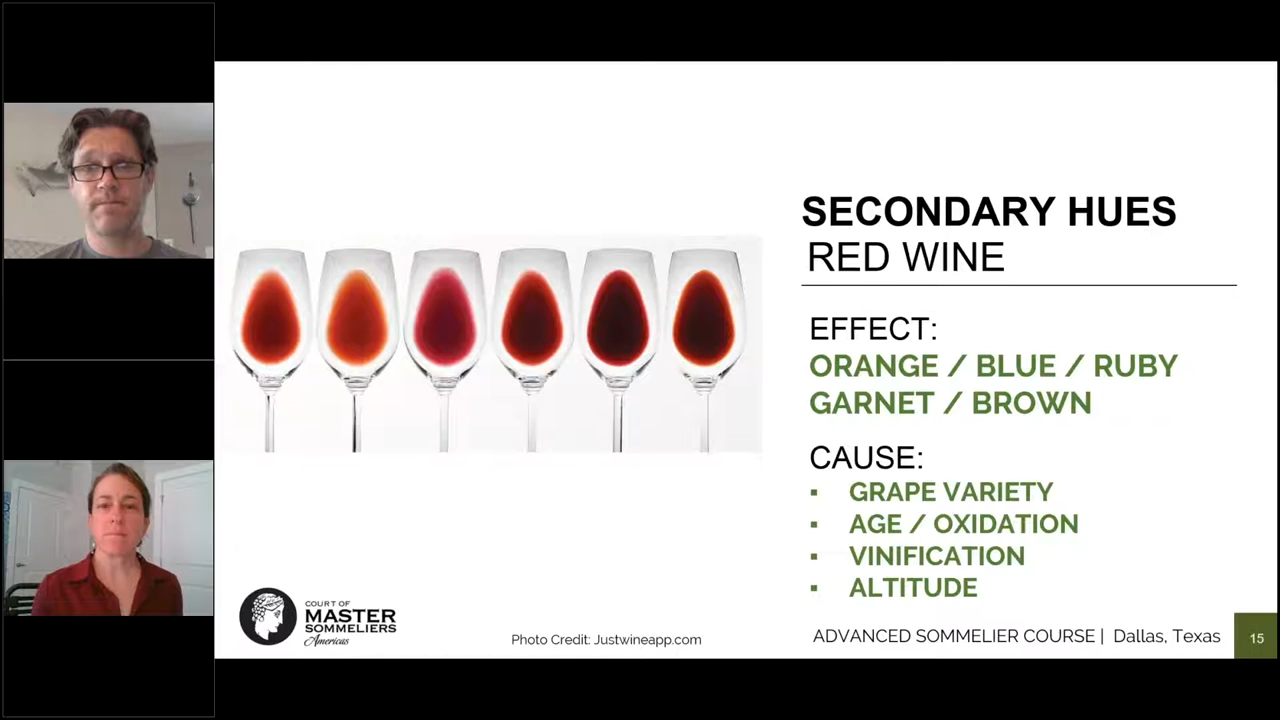 SECONDARY HUES
RED WINE
EFFECT:
ORANGE / BLUE / RUBY
GARNET / BROWN
CAUSE:
▪ GRAPE VARIETY
▪ AGE / OXIDATION
▪ VINIFICATION
▪ ALTITUDE
COURT OF
MASTER
SOMMELIERS
Americas
Photo Credit: Justwineapp.com
ADVANCED SOMMELIER COURSE | Dallas, Texas
15